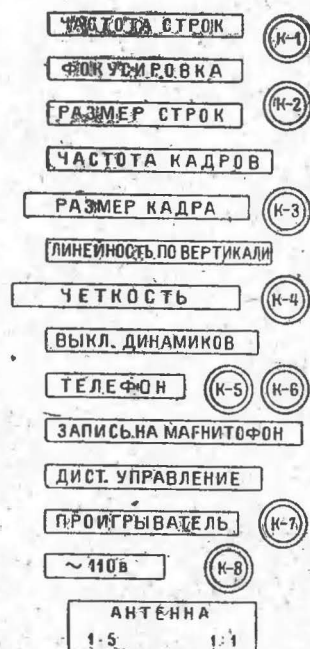 ЧАСТОТА СТРОК
К-1
ФОКУСИРОВКА
К-2
РАЗМЕР СТРОК
ЧАСТОТА КАДРОВ
РАЗМЕР КАДРА К-3
ЛИНЕЙНОСТЬ ПО ВЕРТИКАЛИ
ЧЕТКОСТЬ К-4
ВЫКЛ. ДИНАМИКОВ
ТЕЛЕФОН К-5 К-6
ЗАПИСЬ НА МАГНИТОФОН
ДИСТ. УПРАВЛЕНИЕ
ПРОИГРЫВАТЕЛЬ К-7
~ 110в К-8
АНТЕННА
1:5 1:1